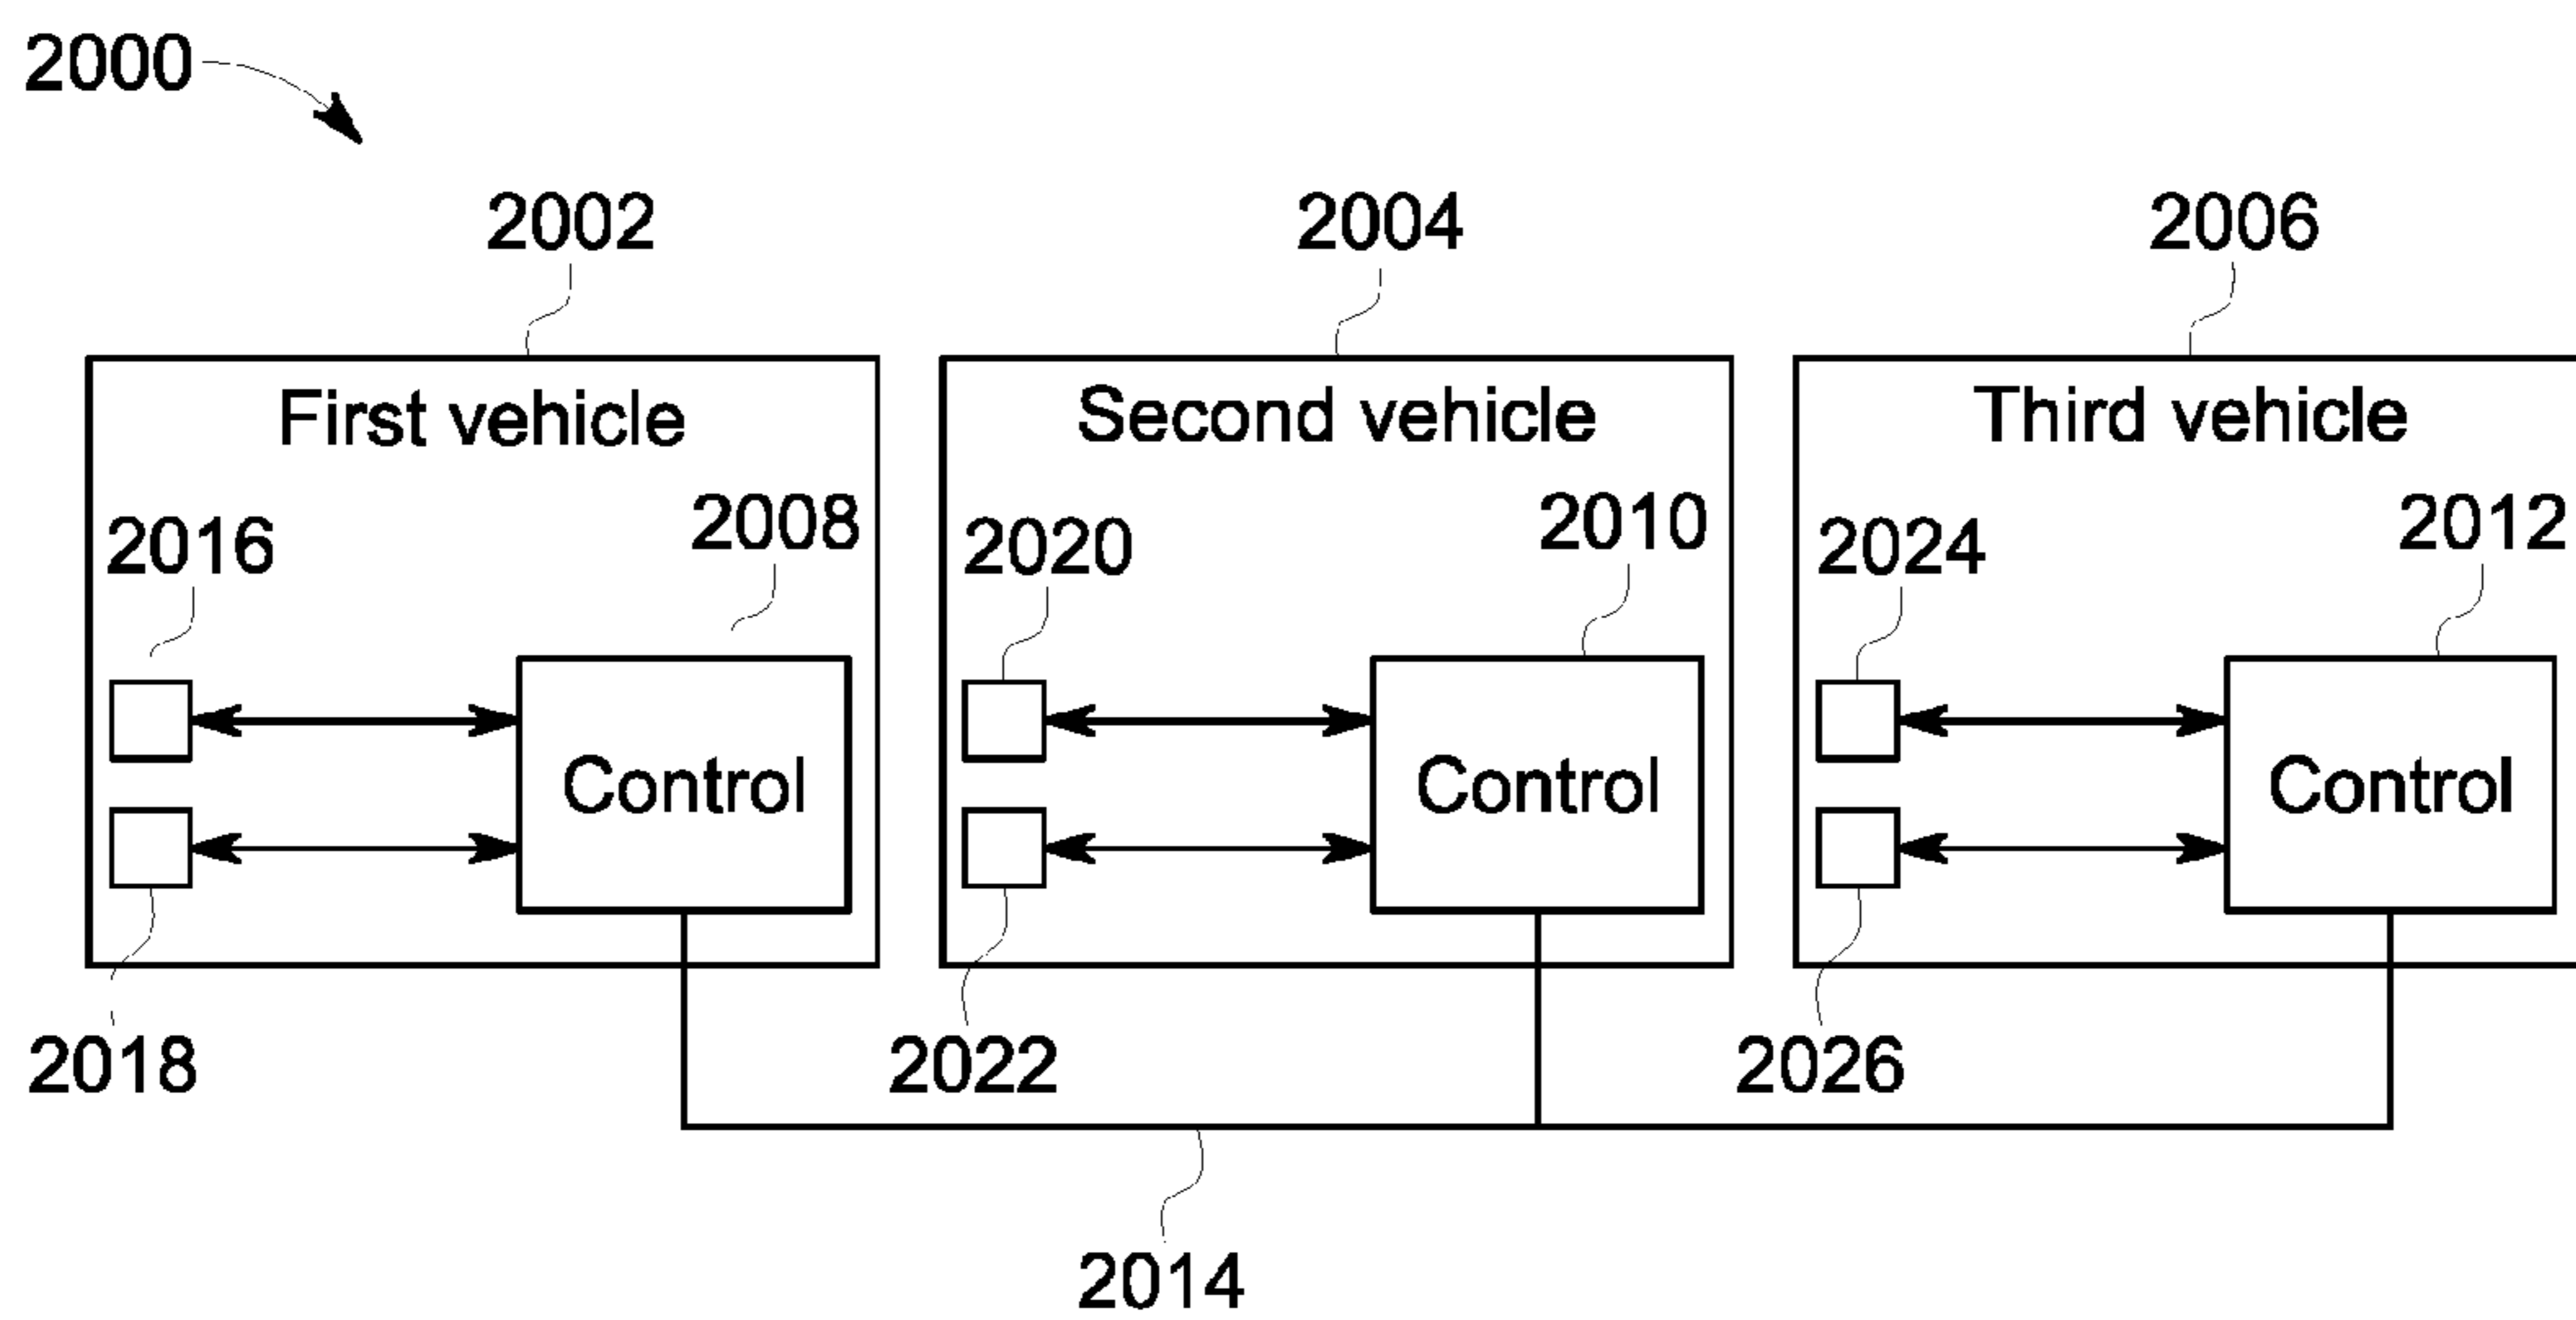 2000
2002
2004
2006
First vehicle
Second vehicle
Third vehicle
2016
2008
2020
2010
2024
2012
Control
Control
Control
2018
2022
2026
2014